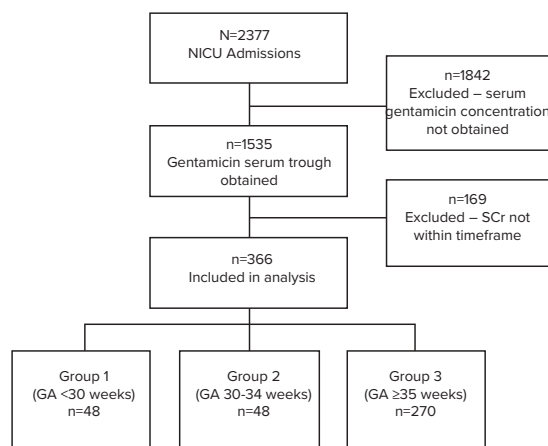 N=2377
NICU Admissions
n=1842
Excluded – serum
gentamicin concentration
not obtained
n=1535
Gentamicin serum trough
obtained
n=169
Excluded – SCr not
within timeframe
n=366
Included in analysis
Group 1
(GA <30 weeks)
n=48
Group 2
(GA 30-34 weeks)
n=48
Group 3
(GA ≥35 weeks)
n=270